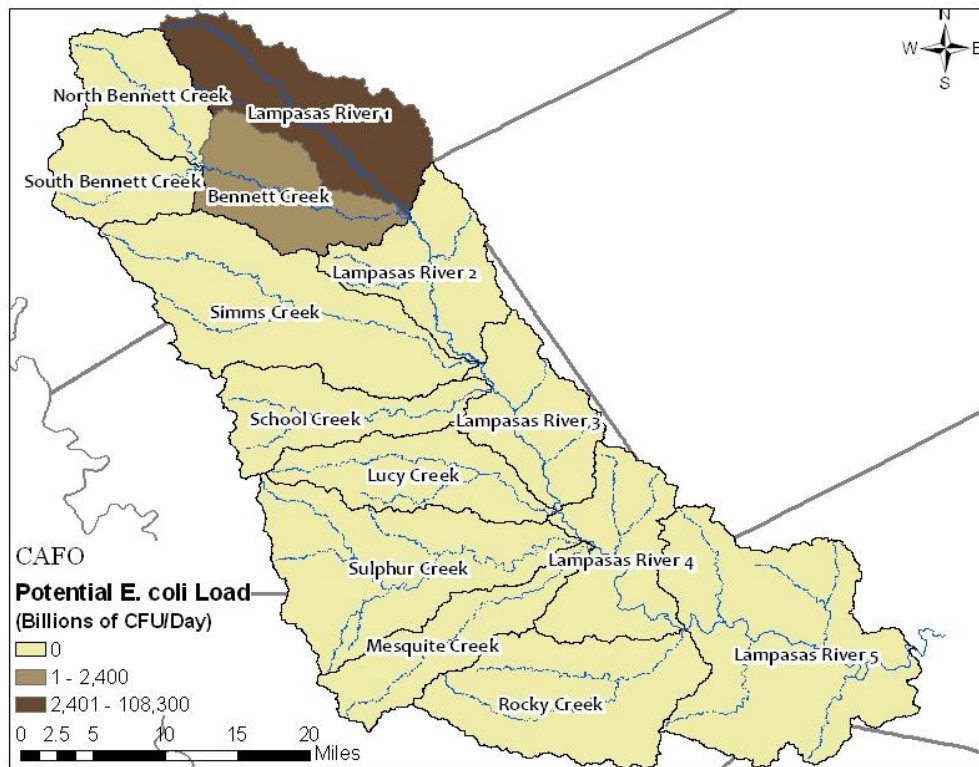 N
W E
S
North Bennett Creek
Lampasas River 1
South Bennett Creek
Bennett Creek
Lampasas River 2
Simms Creek
School Creek
Lampasas River 3
Lucy Creek
Sulphur Creek
Lampasas River 4
Mesquite Creek
Lampasas River 5
Rocky Creek
CAFO
Potential E. coli Load
(Billions of CFU/Day)
0
1 - 2,400
2,401 - 108,300
0 2.5 5 10 15 20
Miles